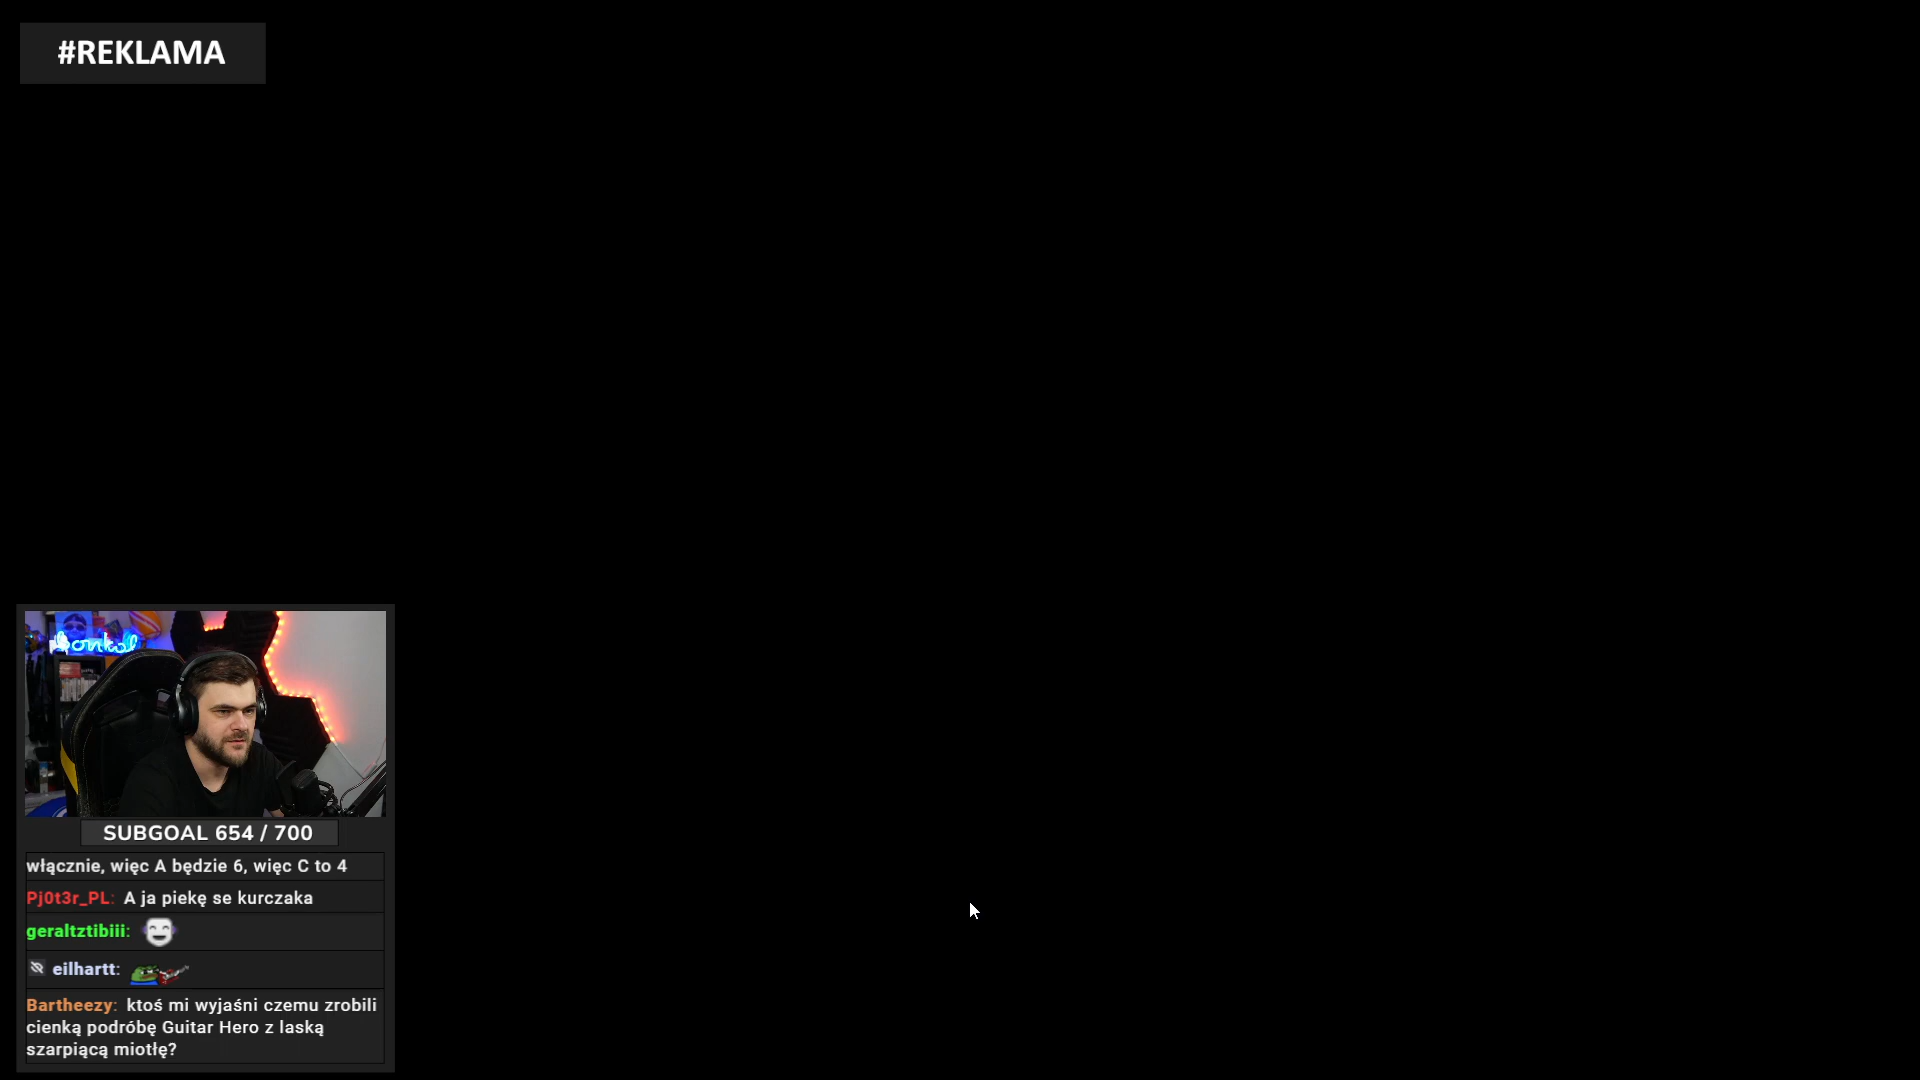 #REKLAMA
bonkol
SUBGOAL 654 / 700
włącznie, więc A będzie 6, więc C to 4
Pj0t3r_PL: A ja piekę se kurczaka
geraltztibiii:
eilhartt:
Bartheezy: ktoś mi wyjaśni czemu zrobili
cienką podróbę Guitar Hero z laską
szarpiącą miotłę?